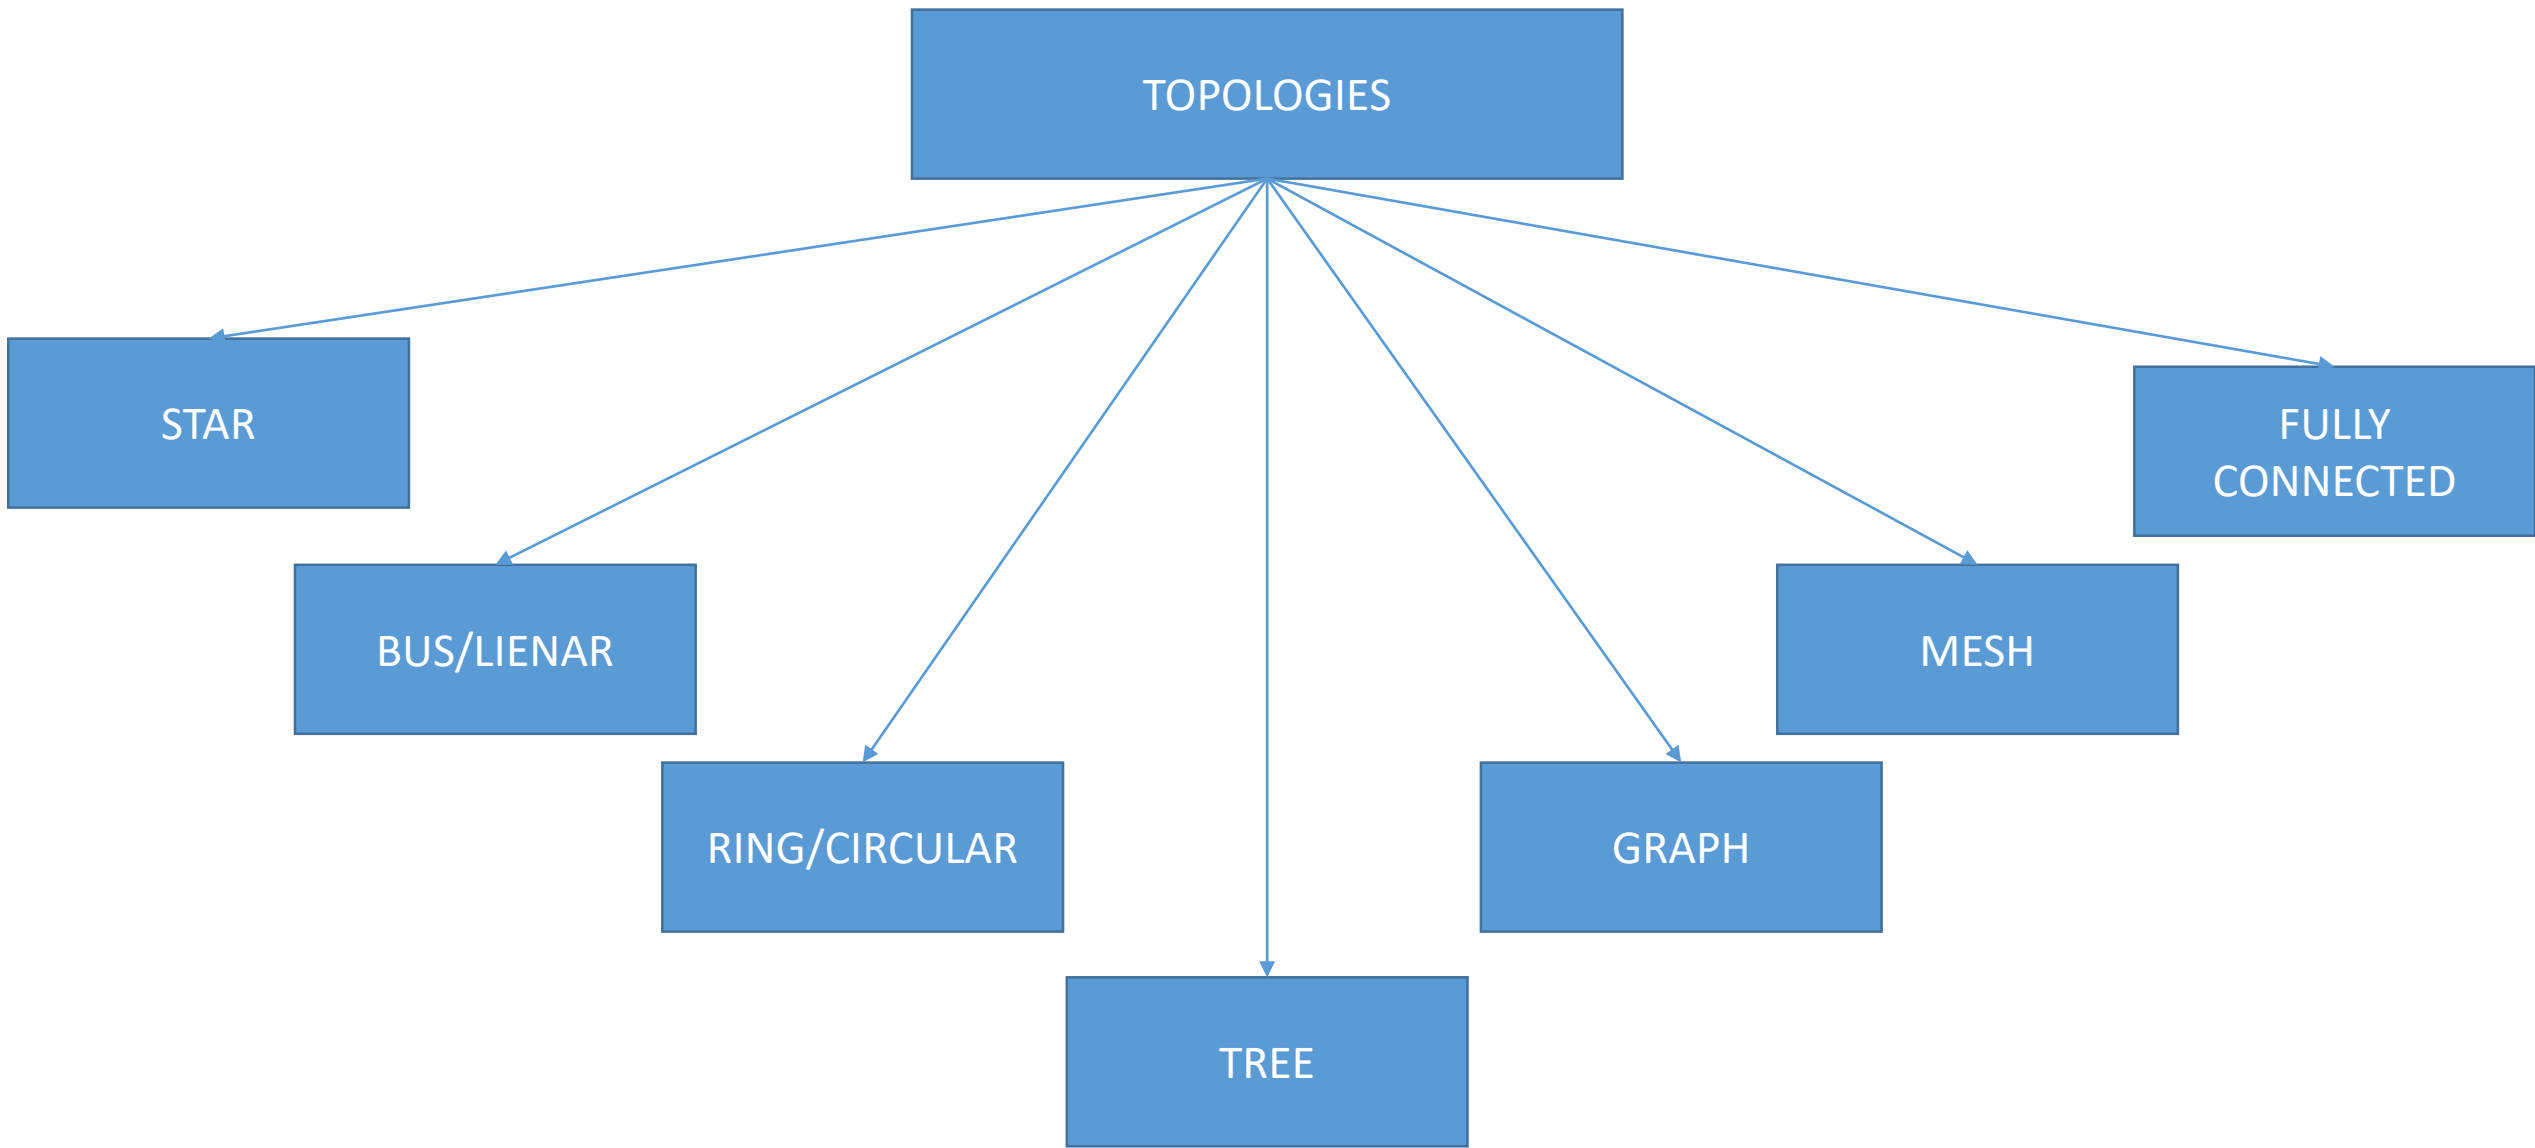 TOPOLOGIES
STAR
FULLY
CONNECTED
BUS/LIENAR
MESH
RING/CIRCULAR
GRAPH
TREE